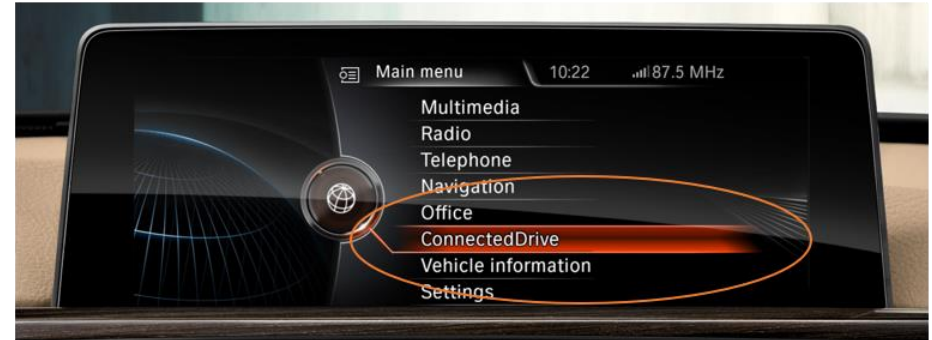 Main menu 10:22 87.5 MHz
Multimedia
Radio
Telephone
Navigation
Office
ConnectedDrive
Vehicle information
Settings